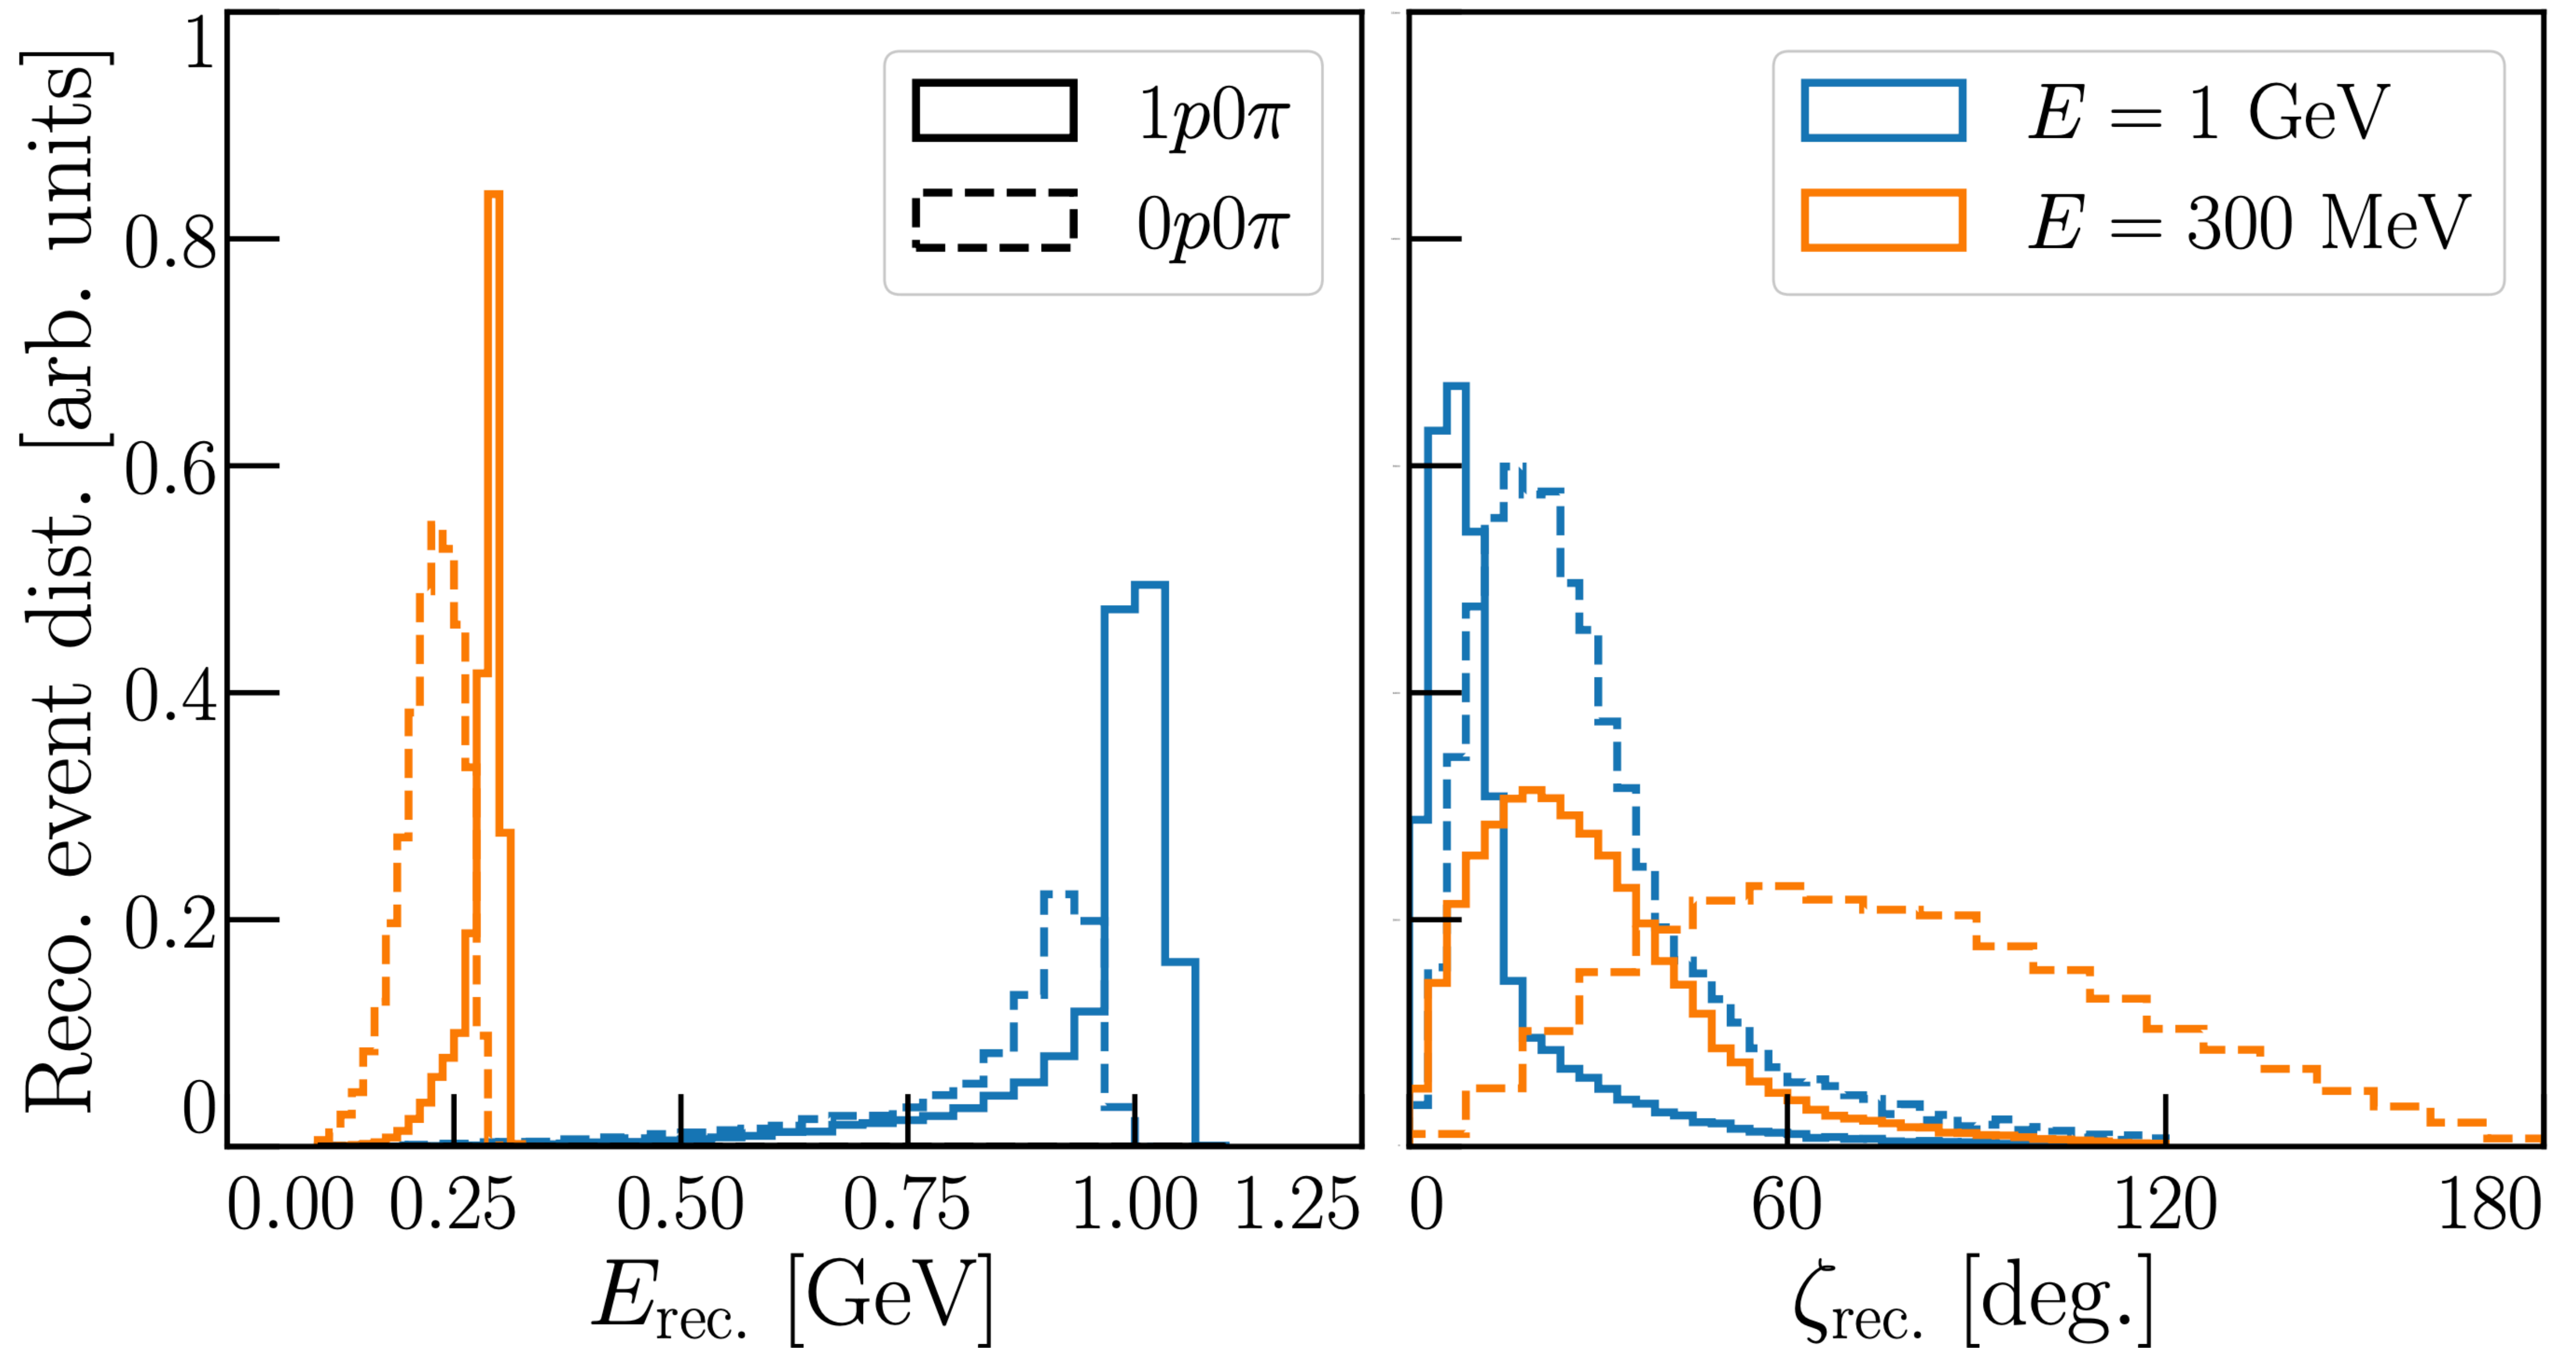 Reco. event dist. [arb. units]
1
0.8
0.6
0.4
0.2
0
1p0π
0p0π
0.00 0.25 0.50 0.75 1.00 1.25
E_rec. [GeV]
E = 1 GeV
E = 300 MeV
0 60 120 180
ζ_rec. [deg.]